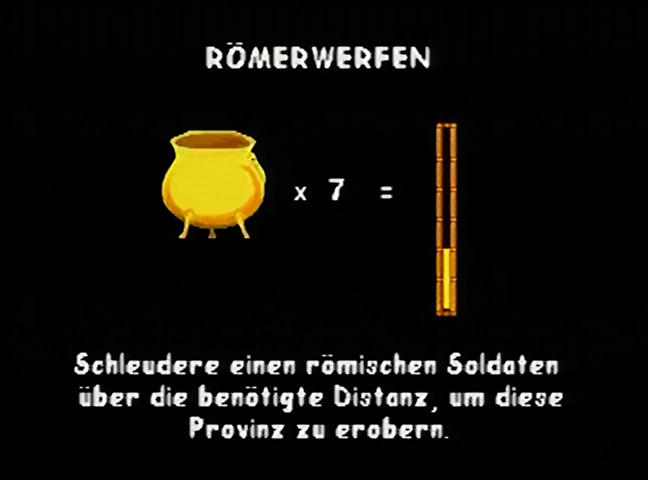 RÖMERWERFEN
x 7 =
Schleudere einen römischen Soldaten
über die benötigte Distanz, um diese
Provinz zu erobern.